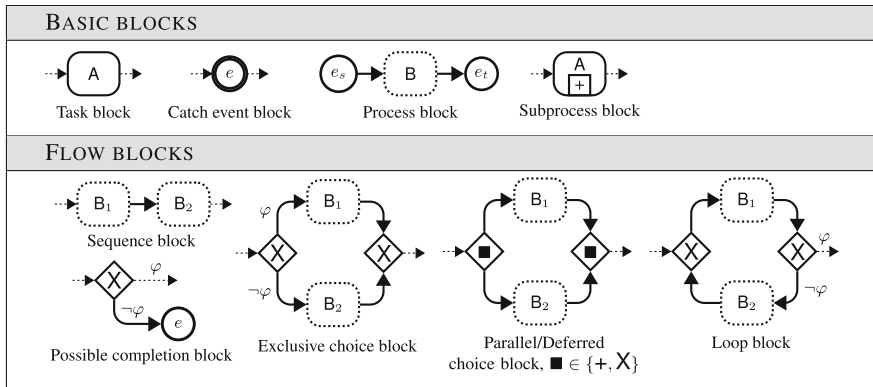 BASIC BLOCKS
A
e
e_s
B
e_t
A
+
Task block
Catch event block
Process block
Subprocess block
FLOW BLOCKS
B₁
B₂
Sequence block
X
φ
¬φ
e
Possible completion block
φ
B₁
X
X
¬φ
B₂
Exclusive choice block
B₁
■
■
B₂
Parallel/Deferred
choice block, ■ ∈ {+, X}
B₁
X
X
φ
¬φ
B₂
Loop block